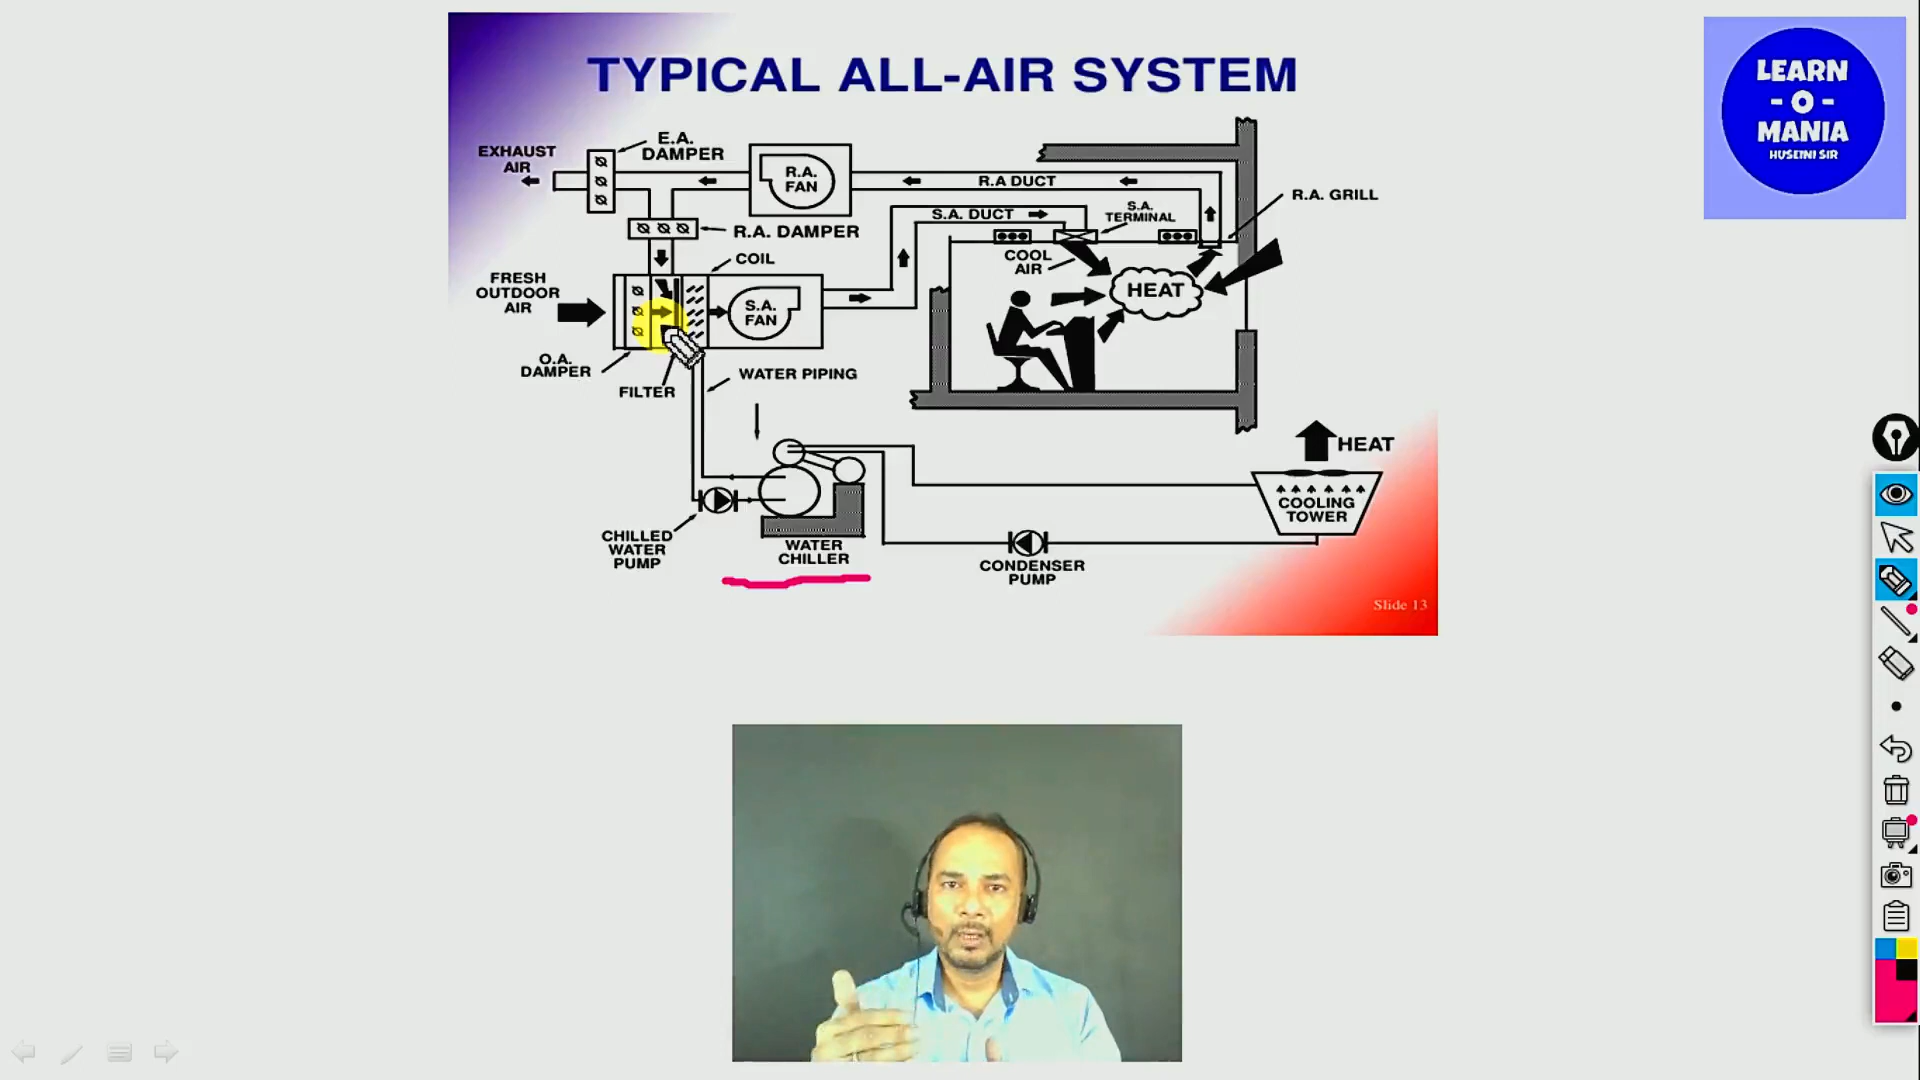 TYPICAL ALL-AIR SYSTEM
LEARN
- O -
MANIA
HUSEINI SIR
EXHAUST
AIR
E.A.
DAMPER
R.A.
FAN
R.A DUCT
R.A. GRILL
S.A. DUCT
S.A.
TERMINAL
R.A. DAMPER
COIL
COOL
AIR
HEAT
FRESH
OUTDOOR
AIR
S.A.
FAN
O.A.
DAMPER
FILTER
WATER PIPING
HEAT
COOLING
TOWER
CHILLED
WATER
PUMP
WATER
CHILLER
CONDENSER
PUMP
Slide 13